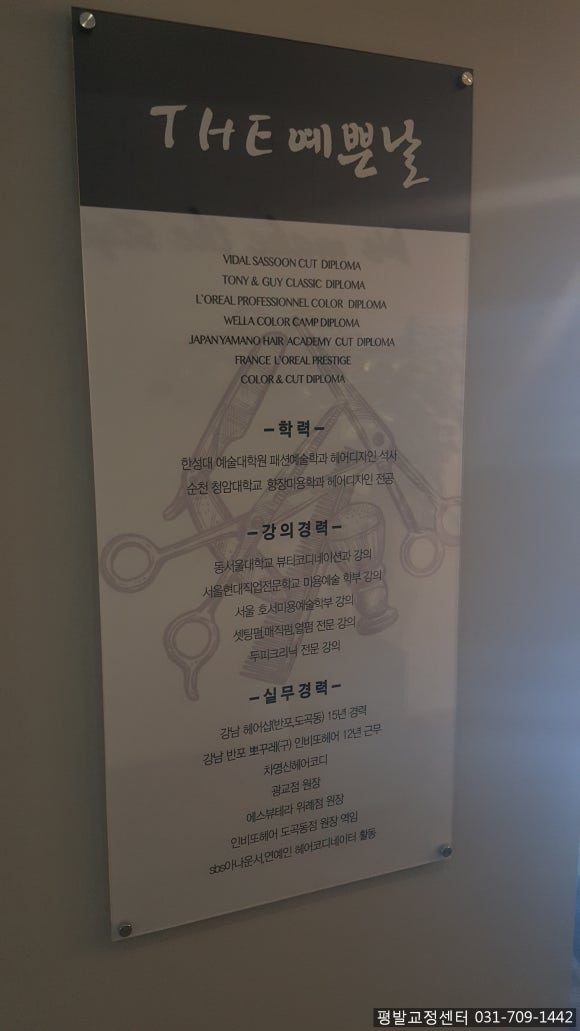 THE예쁜날
VIDAL SASSOON CUT DIPLOMA
TONY & GUY CLASSIC DIPLOMA
L'OREAL PROFESSIONNEL COLOR DIPLOMA
WELLA COLOR CAMP DIPLOMA
JAPAN YAMANO HAIR ACADEMY CUT DIPLOMA
FRANCE L'OREAL PRESTIGE
COLOR & CUT DIPLOMA
-학력-
한성대 예술대학원 패션예술학과 헤어디자인 석사
순천 청암대학교 향장미용학과 헤어디자인 전공
-강의경력-
동서울대학교 뷰티코디네이션과 강의
서울현대직업전문학교 미용예술 학부 강의
서울 호서미용예술학부 강의
셋팅펌,매직펌,열펌 전문 강의
두피크리닉 전문 강의
-실무경력-
강남 헤어샵(반포,도곡동) 15년 경력
강남 반포 뽀꾸레(구) 인비또헤어 12년 근무
차명신헤어코디
광교점 원장
에스뷰테라 위례점 원장
인비또헤어 도곡동점 원장 역임
sbs아나운서,연예인 헤어코디네이터 활동
평발교정센터 031-709-1442